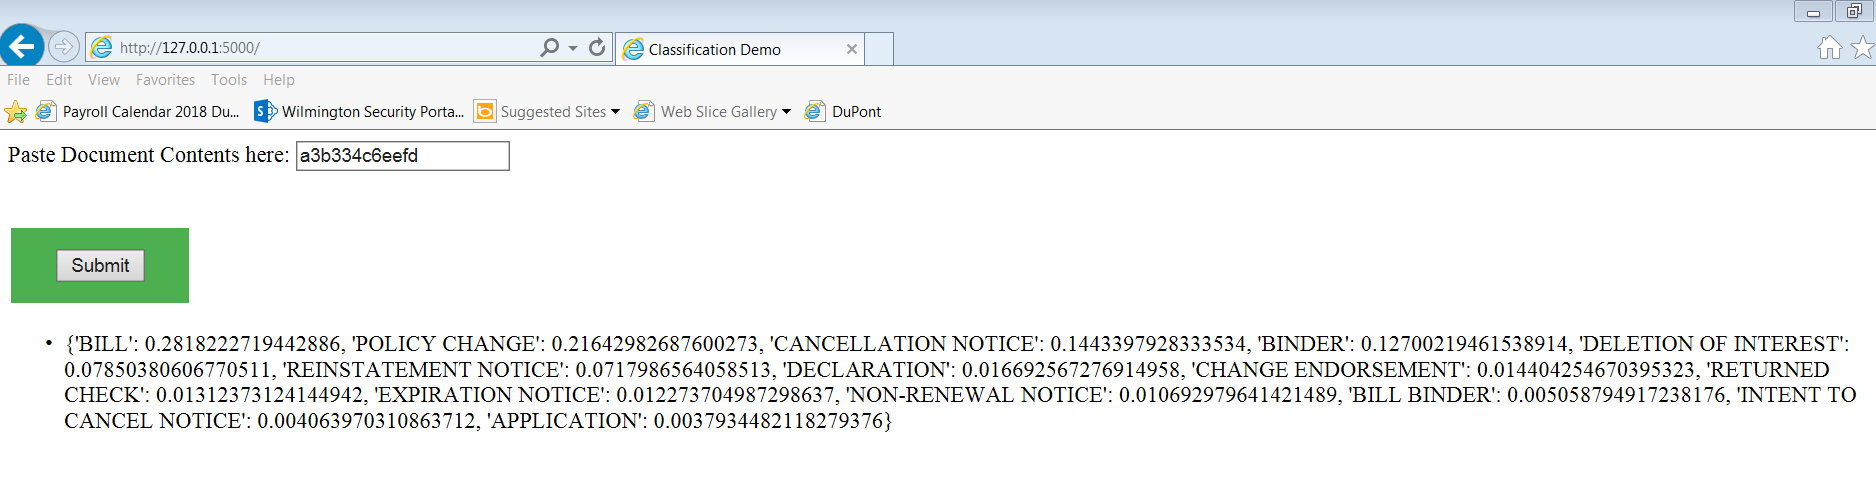 http://127.0.0.1:5000/
Classification Demo
File Edit View Favorites Tools Help
Payroll Calendar 2018 Du... Wilmington Security Porta... Suggested Sites Web Slice Gallery DuPont
Paste Document Contents here: a3b334c6eefd
Submit
• {'BILL': 0.2818222719442886, 'POLICY CHANGE': 0.21642982687600273, 'CANCELLATION NOTICE': 0.1443397928333534, 'BINDER': 0.12700219461538914, 'DELETION OF INTEREST':
0.07850380606770511, 'REINSTATEMENT NOTICE': 0.0717986564058513, 'DECLARATION': 0.016692567276914958, 'CHANGE ENDORSEMENT': 0.014404254670395323, 'RETURNED
CHECK': 0.01312373124144942, 'EXPIRATION NOTICE': 0.012273704987298637, 'NON-RENEWAL NOTICE': 0.010692979641421489, 'BILL BINDER': 0.005058794917238176, 'INTENT TO
CANCEL NOTICE': 0.004063970310863712, 'APPLICATION': 0.0037934482118279376}